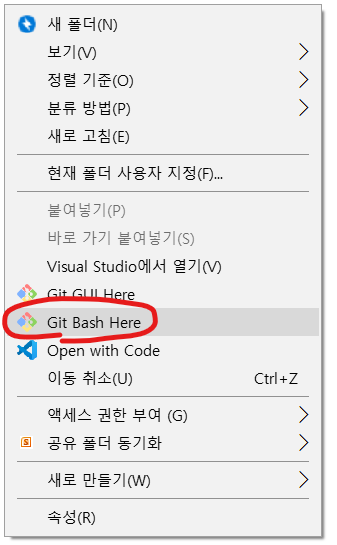 새 폴더(N)
보기(V)
정렬 기준(O)
분류 방법(P)
새로 고침(E)
현재 폴더 사용자 지정(F)...
붙여넣기(P)
바로 가기 붙여넣기(S)
Visual Studio에서 열기(V)
Git GUI Here
Git Bash Here
Open with Code
이동 취소(U) Ctrl+Z
액세스 권한 부여 (G)
S 공유 폴더 동기화
새로 만들기(W)
속성(R)